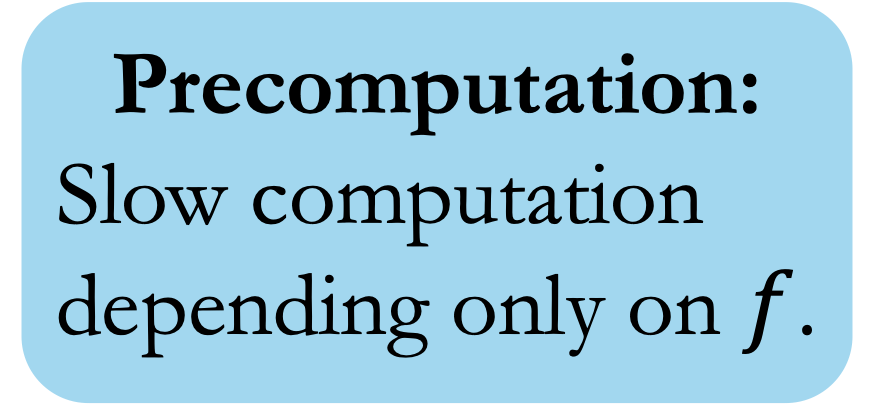 Precomputation:
Slow computation
depending only on f.